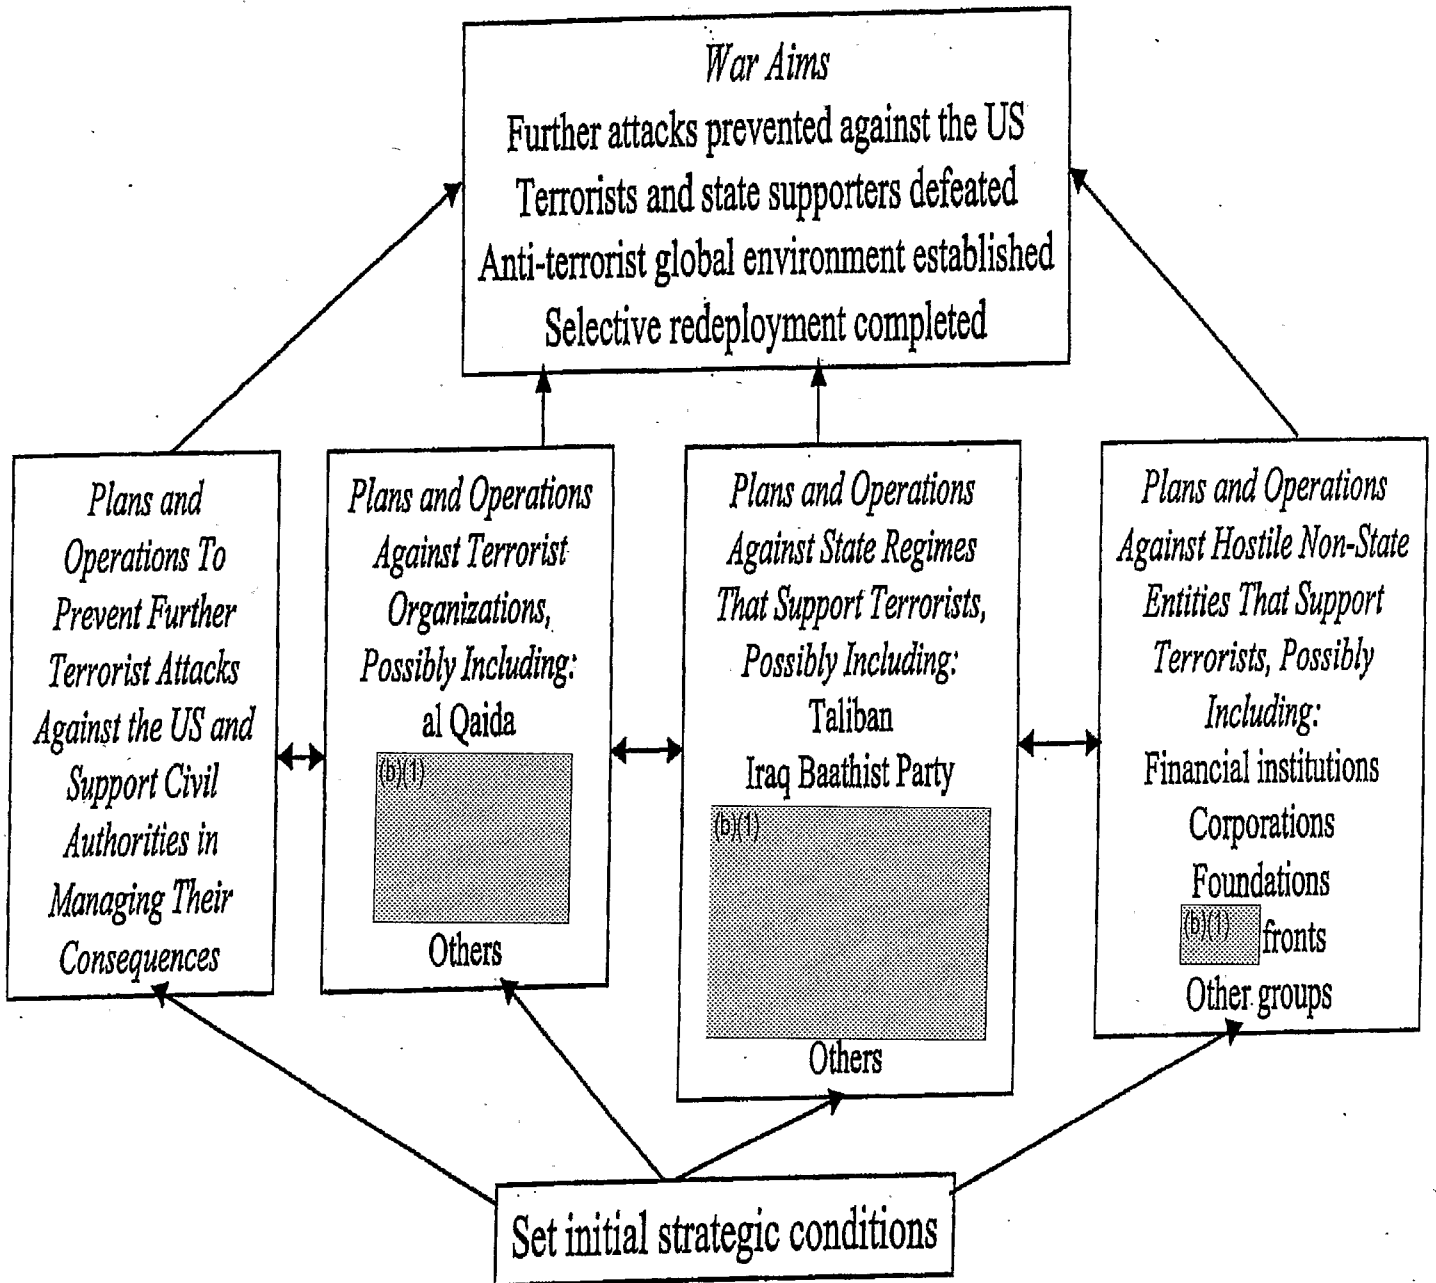 War Aims
Further attacks prevented against the US
Terrorists and state supporters defeated
Anti-terrorist global environment established
Selective redeployment completed
Plans and
Operations To
Prevent Further
Terrorist Attacks
Against the US and
Support Civil
Authorities in
Managing Their
Consequences
Plans and Operations
Against Terrorist
Organizations,
Possibly Including:
al Qaida
(b)(1)
Others
Plans and Operations
Against State Regimes
That Support Terrorists,
Possibly Including:
Taliban
Iraq Baathist Party
(b)(1)
Others
Plans and Operations
Against Hostile Non-State
Entities That Support
Terrorists, Possibly
Including:
Financial institutions
Corporations
Foundations
(b)(1) fronts
Other groups
Set initial strategic conditions